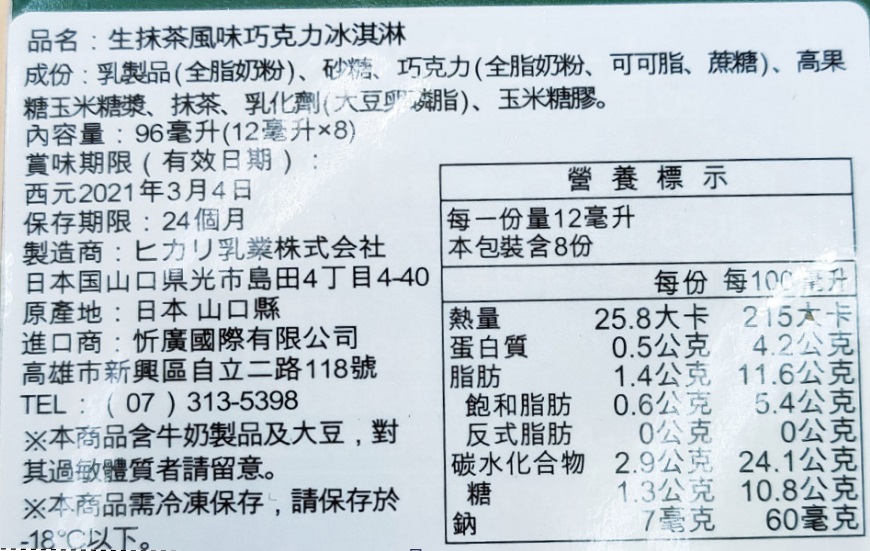 品名：生抹茶風味巧克力冰淇淋
成份：乳製品(全脂奶粉)、砂糖、巧克力(全脂奶粉、可可脂、蔗糖)、高果
糖玉米糖漿、抹茶、乳化劑(大豆卵磷脂)、玉米糖膠。
內容量：96毫升(12毫升×8)
賞味期限（有效日期）：
西元2021年3月4日
保存期限：24個月
製造商：ヒカリ乳業株式会社
日本国山口県光市島田4丁目4-40
原產地：日本 山口縣
進口商：忻廣國際有限公司
高雄市新興區自立二路118號
TEL：（07）313-5398
※本商品含牛奶製品及大豆，對
其過敏體質者請留意。
※本商品需冷凍保存，請保存於
-18℃以下。
營養標示
每一份量12毫升
本包裝含8份
每份 每100毫升
熱量 25.8大卡 215大卡
蛋白質 0.5公克 4.2公克
脂肪 1.4公克 11.6公克
飽和脂肪 0.6公克 5.4公克
反式脂肪 0公克 0公克
碳水化合物 2.9公克 24.1公克
糖 1.3公克 10.8公克
鈉 7毫克 60毫克